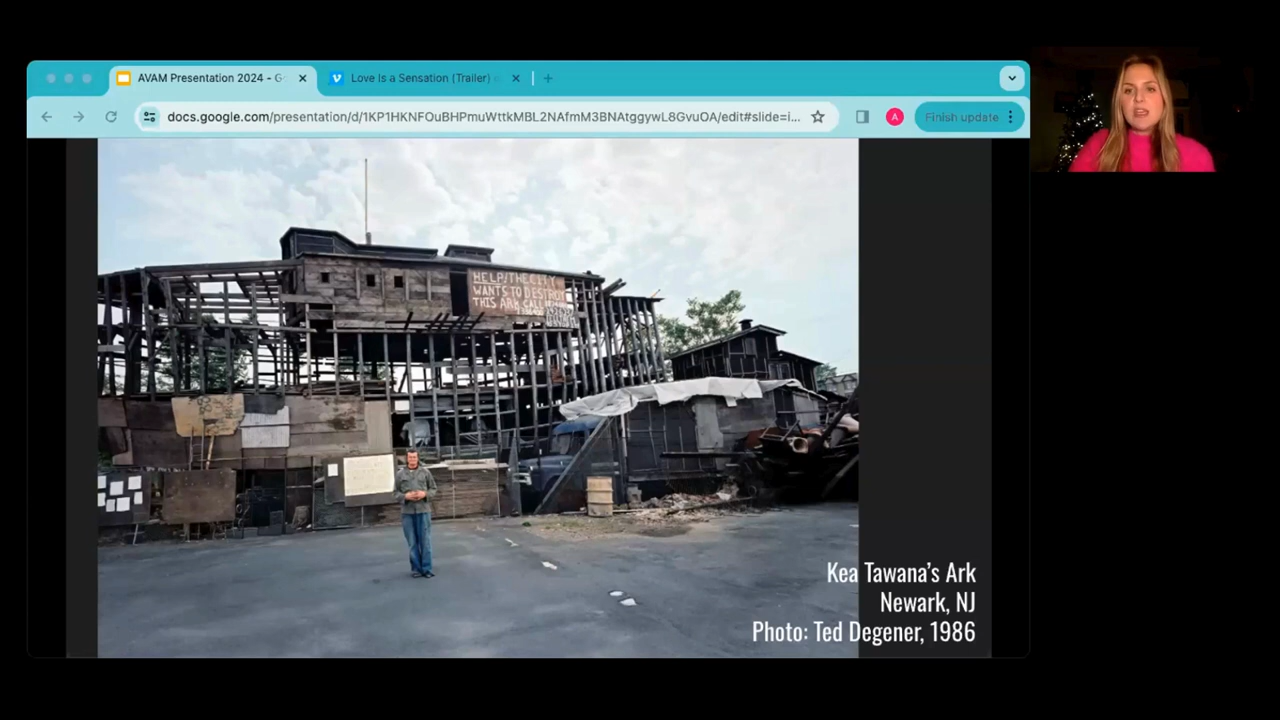 AVAM Presentation 2024 - G
Love Is a Sensation (Trailer)
docs.google.com/presentation/d/1KP1HKNFOuBHPmuWttkMBL2NAfmM3BNAtggywL8GvuOA/edit#slide=i...
A
Finish update
HELP/THE CITY
WANTS TO DESTROY
THIS ARK CALL
Kea Tawana's Ark
Newark, NJ
Photo: Ted Degener, 1986